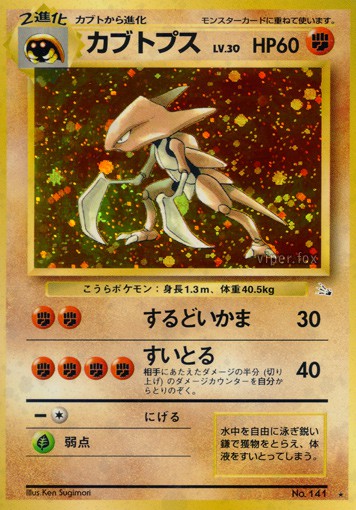 2進化 カブトから進化 モンスターカードに重ねて使います。
カブトプス LV.30 HP60
viper.fox
こうらポケモン：身長1.3m、体重40.5kg
するどいかま 30
すいとる 40
相手にあたえたダメージの半分（切り
上げ）のダメージカウンターを自分か
らとりのぞく。
にげる
弱点
水中を自由に泳ぎ鋭い
鎌で獲物をとらえ、体
液をすいとってしまう。
Illus. Ken Sugimori No. 141